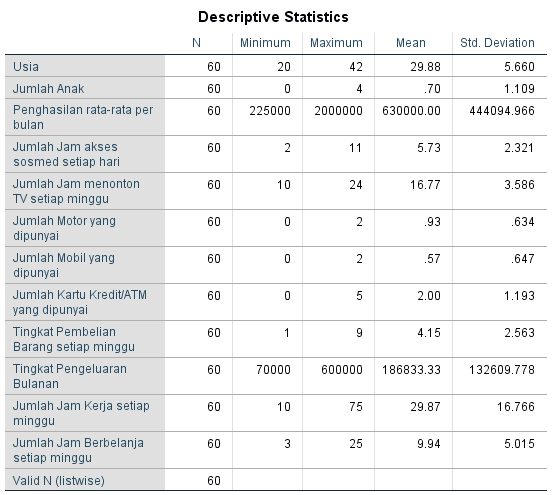 Descriptive Statistics
N Minimum Maximum Mean Std. Deviation
Usia 60 20 42 29.88 5.660
Jumlah Anak 60 0 4 .70 1.109
Penghasilan rata-rata per 60 225000 2000000 630000.00 444094.966
bulan
Jumlah Jam akses 60 2 11 5.73 2.321
sosmed setiap hari
Jumlah Jam menonton 60 10 24 16.77 3.586
TV setiap minggu
Jumlah Motor yang 60 0 2 .93 .634
dipunyai
Jumlah Mobil yang 60 0 2 .57 .647
dipunyai
Jumlah Kartu Kredit/ATM 60 0 5 2.00 1.193
yang dipunyai
Tingkat Pembelian 60 1 9 4.15 2.563
Barang setiap minggu
Tingkat Pengeluaran 60 70000 600000 186833.33 132609.778
Bulanan
Jumlah Jam Kerja setiap 60 10 75 29.87 16.766
minggu
Jumlah Jam Berbelanja 60 3 25 9.94 5.015
setiap minggu
Valid N (listwise) 60